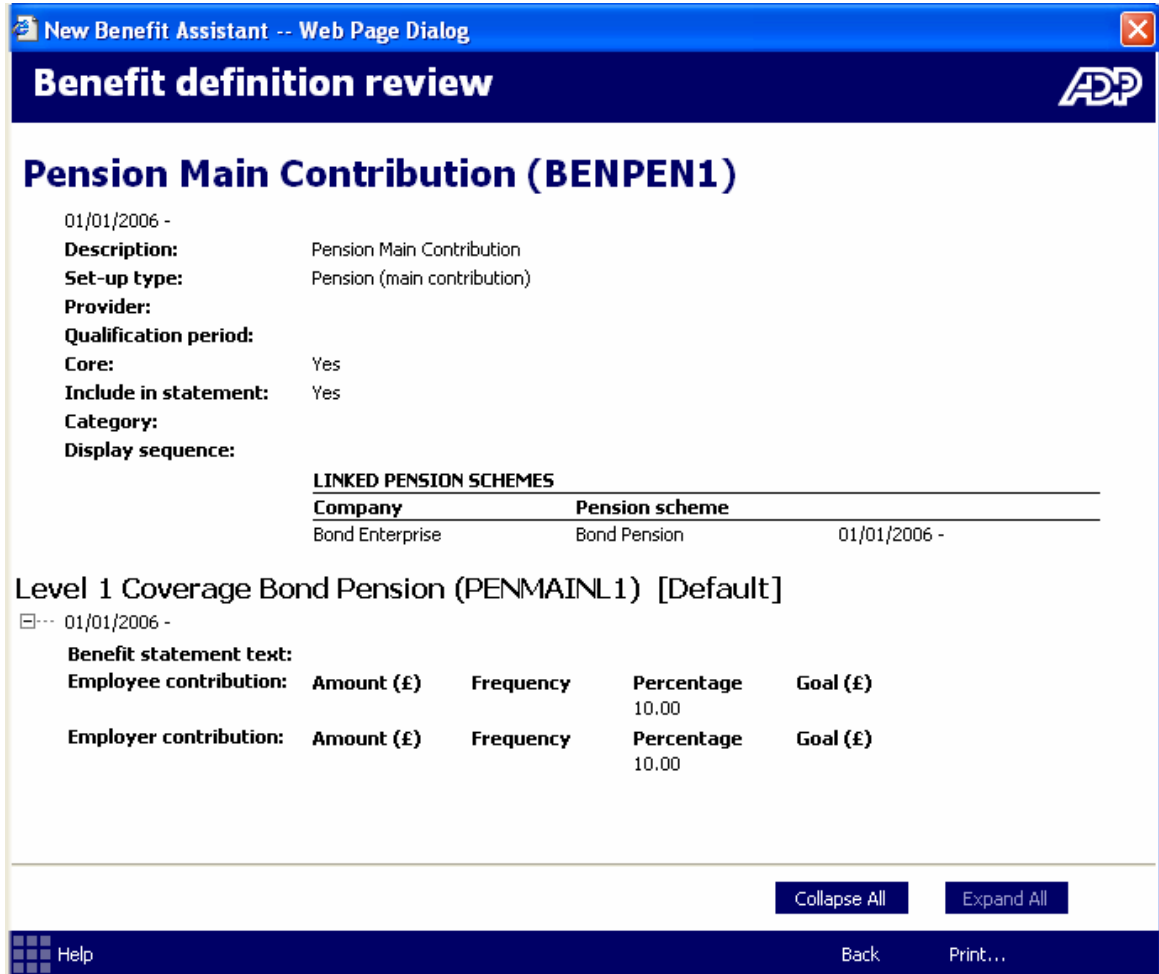 New Benefit Assistant -- Web Page Dialog
Benefit definition review
ADP
Pension Main Contribution (BENPEN1)
01/01/2006 -
Description: Pension Main Contribution
Set-up type: Pension (main contribution)
Provider:
Qualification period:
Core: Yes
Include in statement: Yes
Category:
Display sequence:
LINKED PENSION SCHEMES
Company Pension scheme
Bond Enterprise Bond Pension 01/01/2006 -
Level 1 Coverage Bond Pension (PENMAINL1) [Default]
01/01/2006 -
Benefit statement text:
Employee contribution: Amount (£) Frequency Percentage Goal (£)
10.00
Employer contribution: Amount (£) Frequency Percentage Goal (£)
10.00
Collapse All Expand All
Help Back Print...